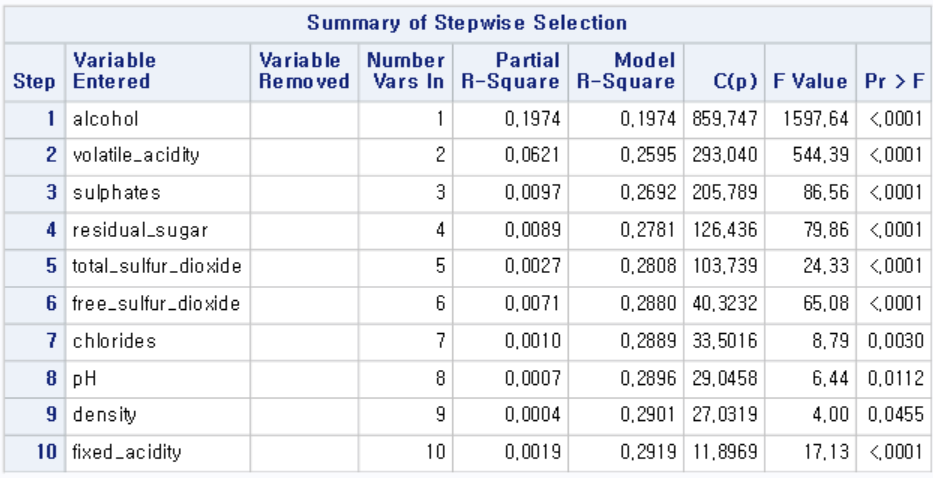 Summary of Stepwise Selection
Step Variable Entered Variable Removed Number Vars In Partial R-Square Model R-Square C(p) F Value Pr > F
1 alcohol 1 0,1974 0,1974 859,747 1597,64 <,0001
2 volatile_acidity 2 0,0621 0,2595 293,040 544,39 <,0001
3 sulphates 3 0,0097 0,2692 205,789 86,56 <,0001
4 residual_sugar 4 0,0089 0,2781 126,436 79,86 <,0001
5 total_sulfur_dioxide 5 0,0027 0,2808 103,739 24,33 <,0001
6 free_sulfur_dioxide 6 0,0071 0,2880 40,3232 65,08 <,0001
7 chlorides 7 0,0010 0,2889 33,5016 8,79 0,0030
8 pH 8 0,0007 0,2896 29,0458 6,44 0,0112
9 density 9 0,0004 0,2901 27,0319 4,00 0,0455
10 fixed_acidity 10 0,0019 0,2919 11,8969 17,13 <,0001